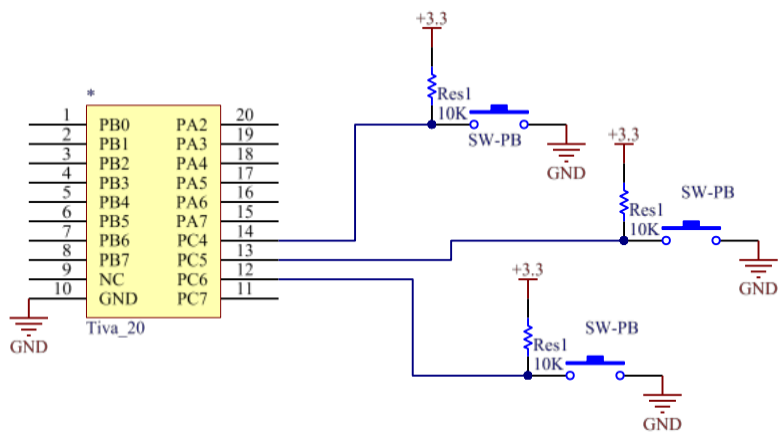 +3.3
*
Res1
10K
SW-PB
GND
1 PB0 PA2 20
2 PB1 PA3 19
3 PB2 PA4 18
4 PB3 PA5 17
5 PB4 PA6 16
6 PB5 PA7 15
7 PB6 PC4 14
8 PB7 PC5 13
9 NC PC6 12
10 GND PC7 11
Tiva_20
GND
+3.3
SW-PB
Res1
10K
GND
+3.3
SW-PB
Res1
10K
GND